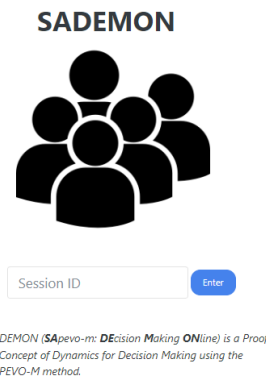 SADEMON
Session ID
Enter
DEMON (SApevo-m: DEcision Making ONline) is a Proof
Concept of Dynamics for Decision Making using the
PEVO-M method.